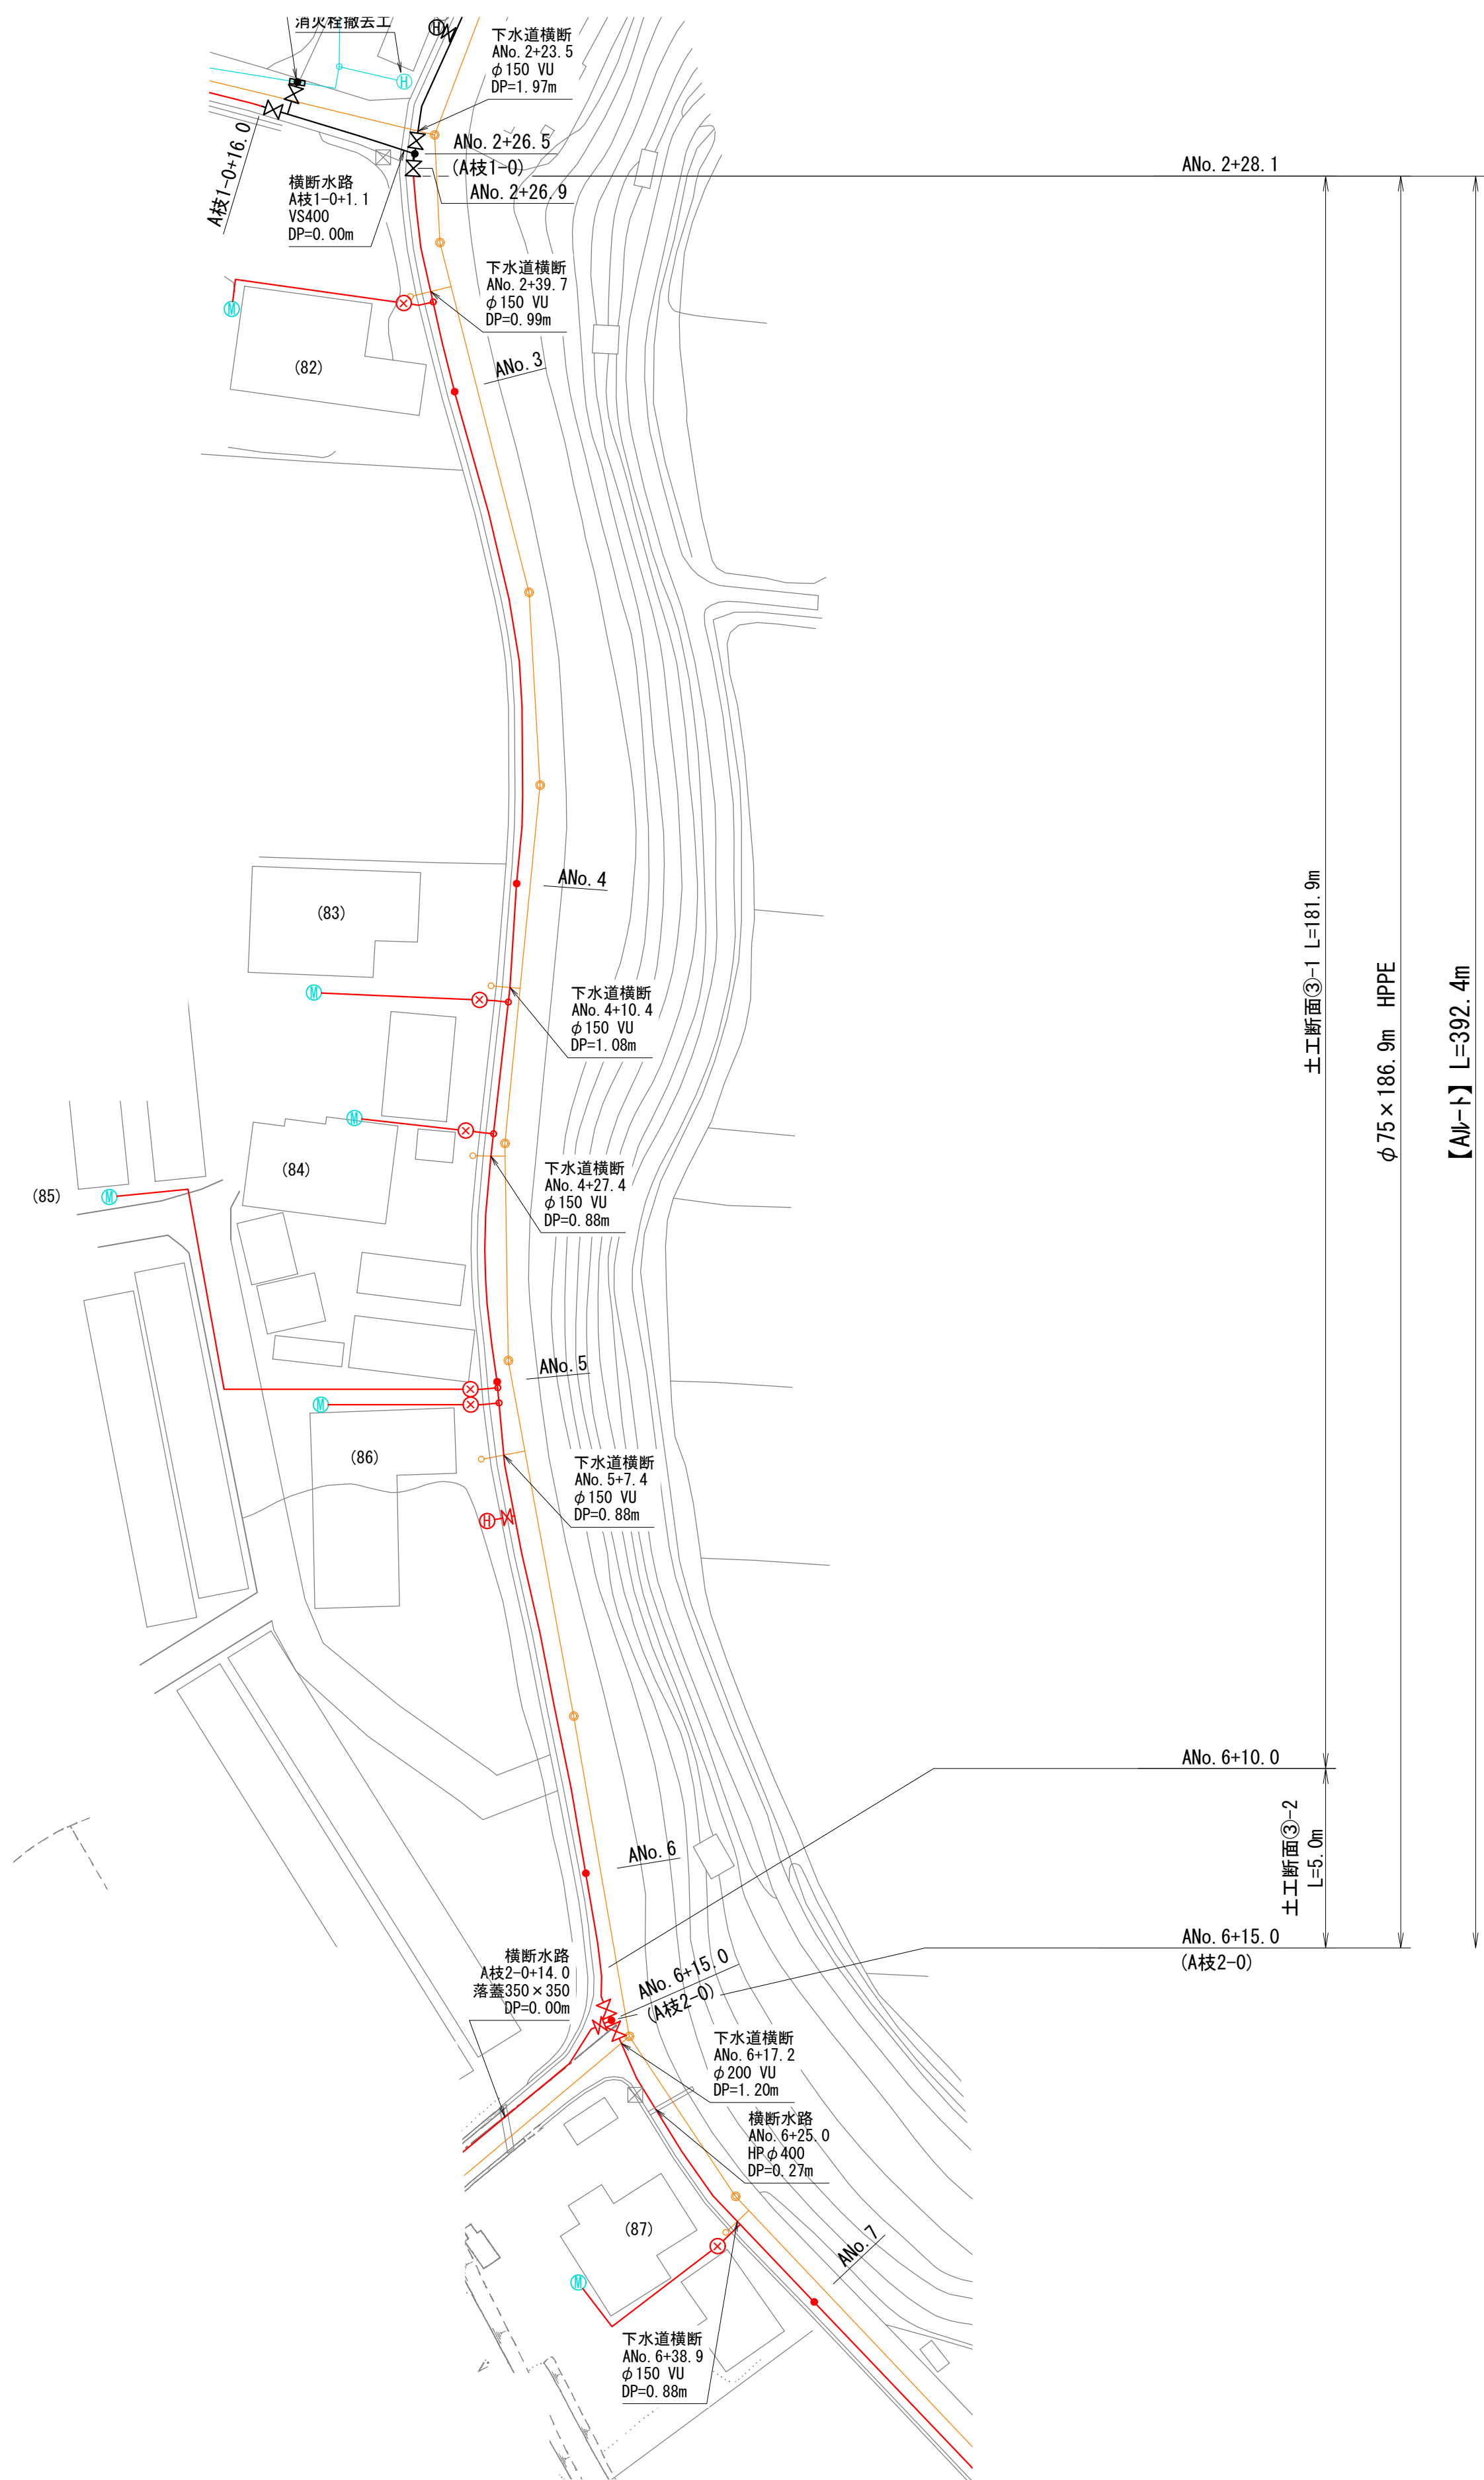 消火栓撤去工
H
H
下水道横断
ANo. 2+23.5
φ150 VU
DP=1.97m
A枝1-0+16.0
ANo. 2+26.5
(A枝1-0)
ANo. 2+26.9
ANo. 2+28.1
横断水路
A枝1-0+1.1
VS400
DP=0.00m
下水道横断
ANo. 2+39.7
φ150 VU
DP=0.99m
M
(82)
ANo. 3
ANo. 4
(83)
M
下水道横断
ANo. 4+10.4
φ150 VU
DP=1.08m
土工断面③-1 L=181.9m
φ75×186.9m HPPE
【Aルート】 L=392.4m
M
(84)
(85)
M
下水道横断
ANo. 4+27.4
φ150 VU
DP=0.88m
ANo. 5
M
(86)
下水道横断
ANo. 5+7.4
φ150 VU
DP=0.88m
H
ANo. 6+10.0
ANo. 6
土工断面③-2
L=5.0m
ANo. 6+15.0
(A枝2-0)
横断水路
A枝2-0+14.0
落蓋350×350
DP=0.00m
ANo. 6+15.0
(A枝2-0)
下水道横断
ANo. 6+17.2
φ200 VU
DP=1.20m
横断水路
ANo. 6+25.0
HPφ400
DP=0.27m
(87)
ANo. 7
M
下水道横断
ANo. 6+38.9
φ150 VU
DP=0.88m